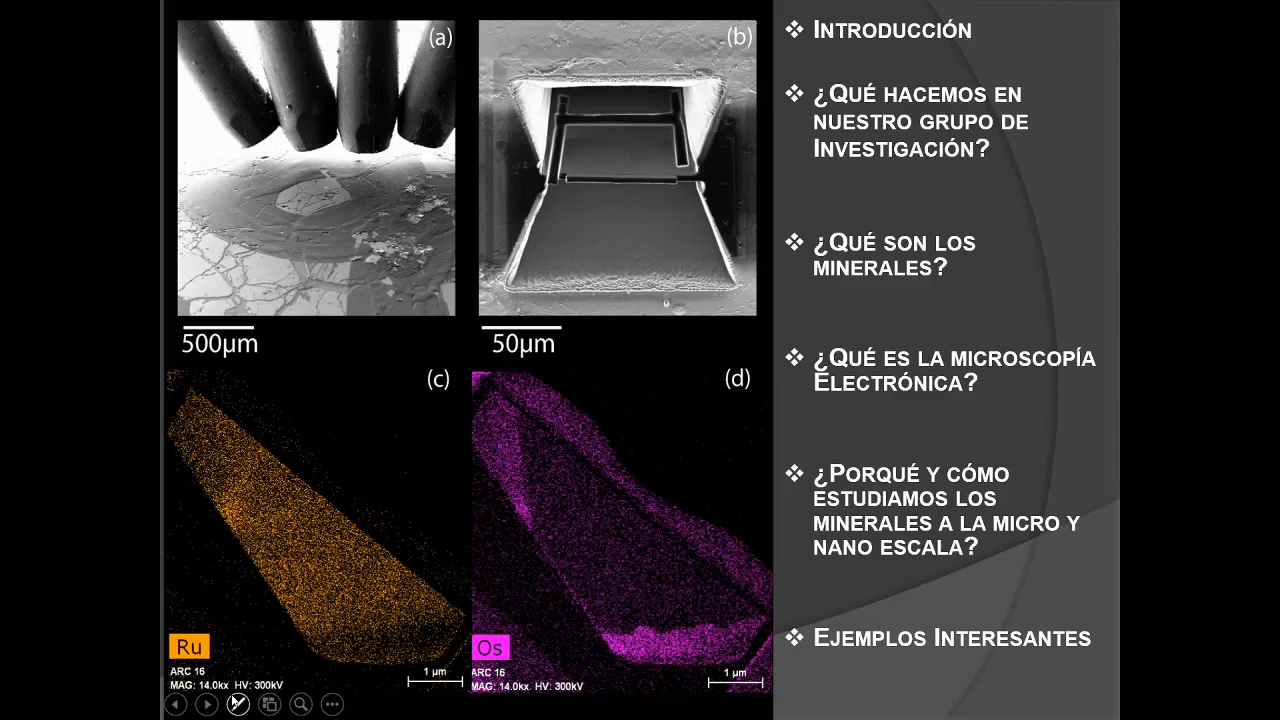 (a)
(b)
500µm
50µm
(c)
(d)
Ru
ARC 16
MAG: 14.0kx HV: 300kV
1 µm
Os
ARC 16
MAG: 14.0kx HV: 300kV
1 µm
❖ INTRODUCCIÓN
❖ ¿QUÉ HACEMOS EN
NUESTRO GRUPO DE
INVESTIGACIÓN?
❖ ¿QUÉ SON LOS
MINERALES?
❖ ¿QUÉ ES LA MICROSCOPÍA
ELECTRÓNICA?
❖ ¿PORQUÉ Y CÓMO
ESTUDIAMOS LOS
MINERALES A LA MICRO Y
NANO ESCALA?
❖ EJEMPLOS INTERESANTES